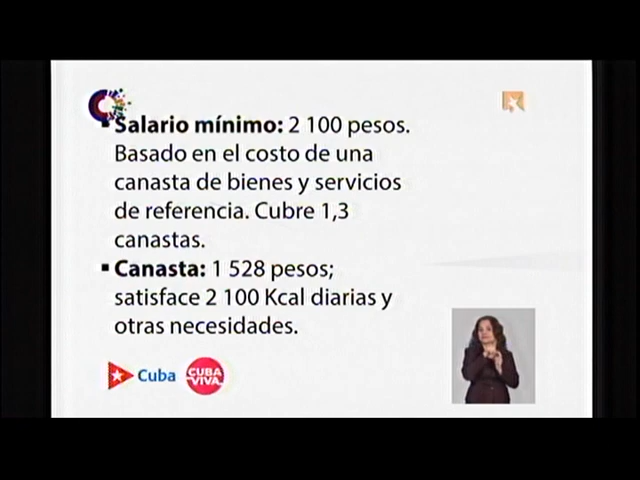 ▪ Salario mínimo: 2 100 pesos.
Basado en el costo de una
canasta de bienes y servicios
de referencia. Cubre 1,3
canastas.
▪ Canasta: 1 528 pesos;
satisface 2 100 Kcal diarias y
otras necesidades.
Cuba
CUBA
VIVA